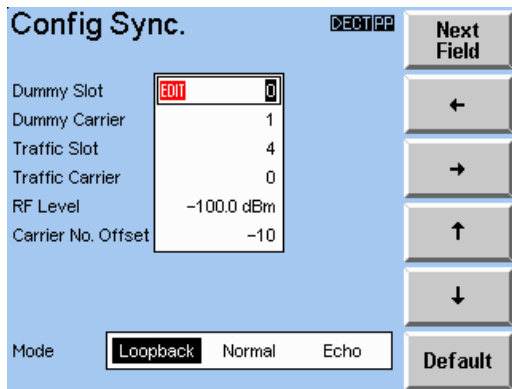 Config Sync.
DECT PP
Next
Field
Dummy Slot EDIT 0
Dummy Carrier 1
Traffic Slot 4
Traffic Carrier 0
RF Level −100.0 dBm
Carrier No. Offset −10
←
→
↑
↓
Mode Loopback Normal Echo
Default